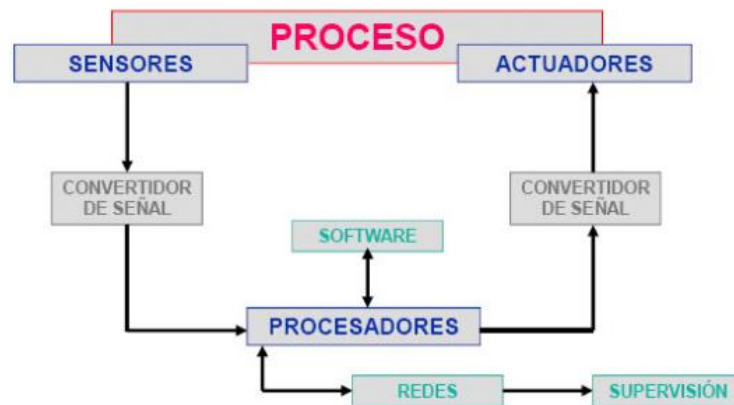 PROCESO
SENSORES
ACTUADORES
CONVERTIDOR
DE SEÑAL
CONVERTIDOR
DE SEÑAL
SOFTWARE
PROCESADORES
REDES
SUPERVISIÓN